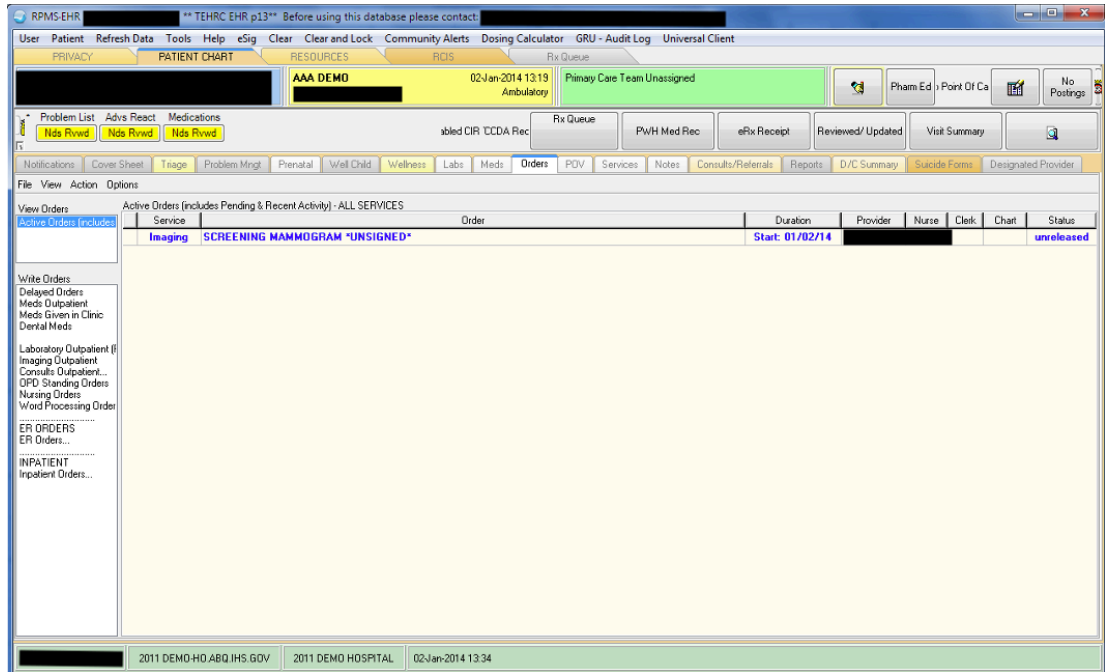 RPMS-EHR ** TEHRC EHR p13** Before using this database please contact:
User Patient Refresh Data Tools Help eSig Clear Clear and Lock Community Alerts Dosing Calculator GRU - Audit Log Universal Client
PRIVACY PATIENT CHART RESOURCES RCIS Rx Queue
AAA DEMO 02-Jan-2014 13:19 Primary Care Team Unassigned
Ambulatory
Pharm Ed Point Of Ca No Postings
Problem List Advs React Medications
Nds Rvwd Nds Rvwd Nds Rvwd
abled CIR CCDA Rec Rx Queue PWH Med Rec eRx Receipt Reviewed/ Updated Visit Summary
Notifications Cover Sheet Triage Problem Mngt Prenatal Well Child Wellness Labs Meds Orders POV Services Notes Consults/Referrals Reports D/C Summary Suicide Forms Designated Provider
File View Action Options
View Orders
Active Orders (includes
Active Orders (includes Pending & Recent Activity) - ALL SERVICES
Service Order Duration Provider Nurse Clerk Chart Status
Imaging SCREENING MAMMOGRAM *UNSIGNED* Start: 01/02/14 unreleased
Write Orders
Delayed Orders
Meds Outpatient
Meds Given in Clinic
Dental Meds
Laboratory Outpatient
Imaging Outpatient
Consults Outpatient...
OPD Standing Orders
Nursing Orders
Word Processing Order
ER ORDERS
ER Orders...
INPATIENT
Inpatient Orders...
2011 DEMO-HO.ABQ.IHS.GOV 2011 DEMO HOSPITAL 02-Jan-2014 13:34